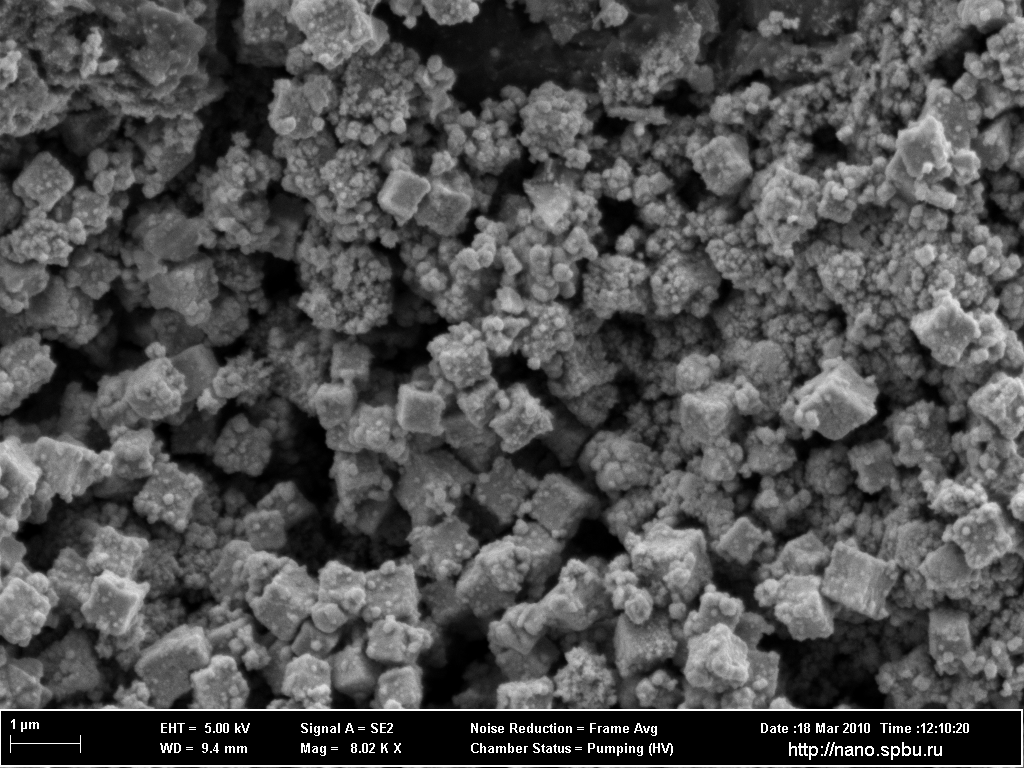 1 µm
EHT = 5.00 kV Signal A = SE2 Noise Reduction = Frame Avg Date :18 Mar 2010 Time :12:10:20
WD = 9.4 mm Mag = 8.02 K X Chamber Status = Pumping (HV) http://nano.spbu.ru